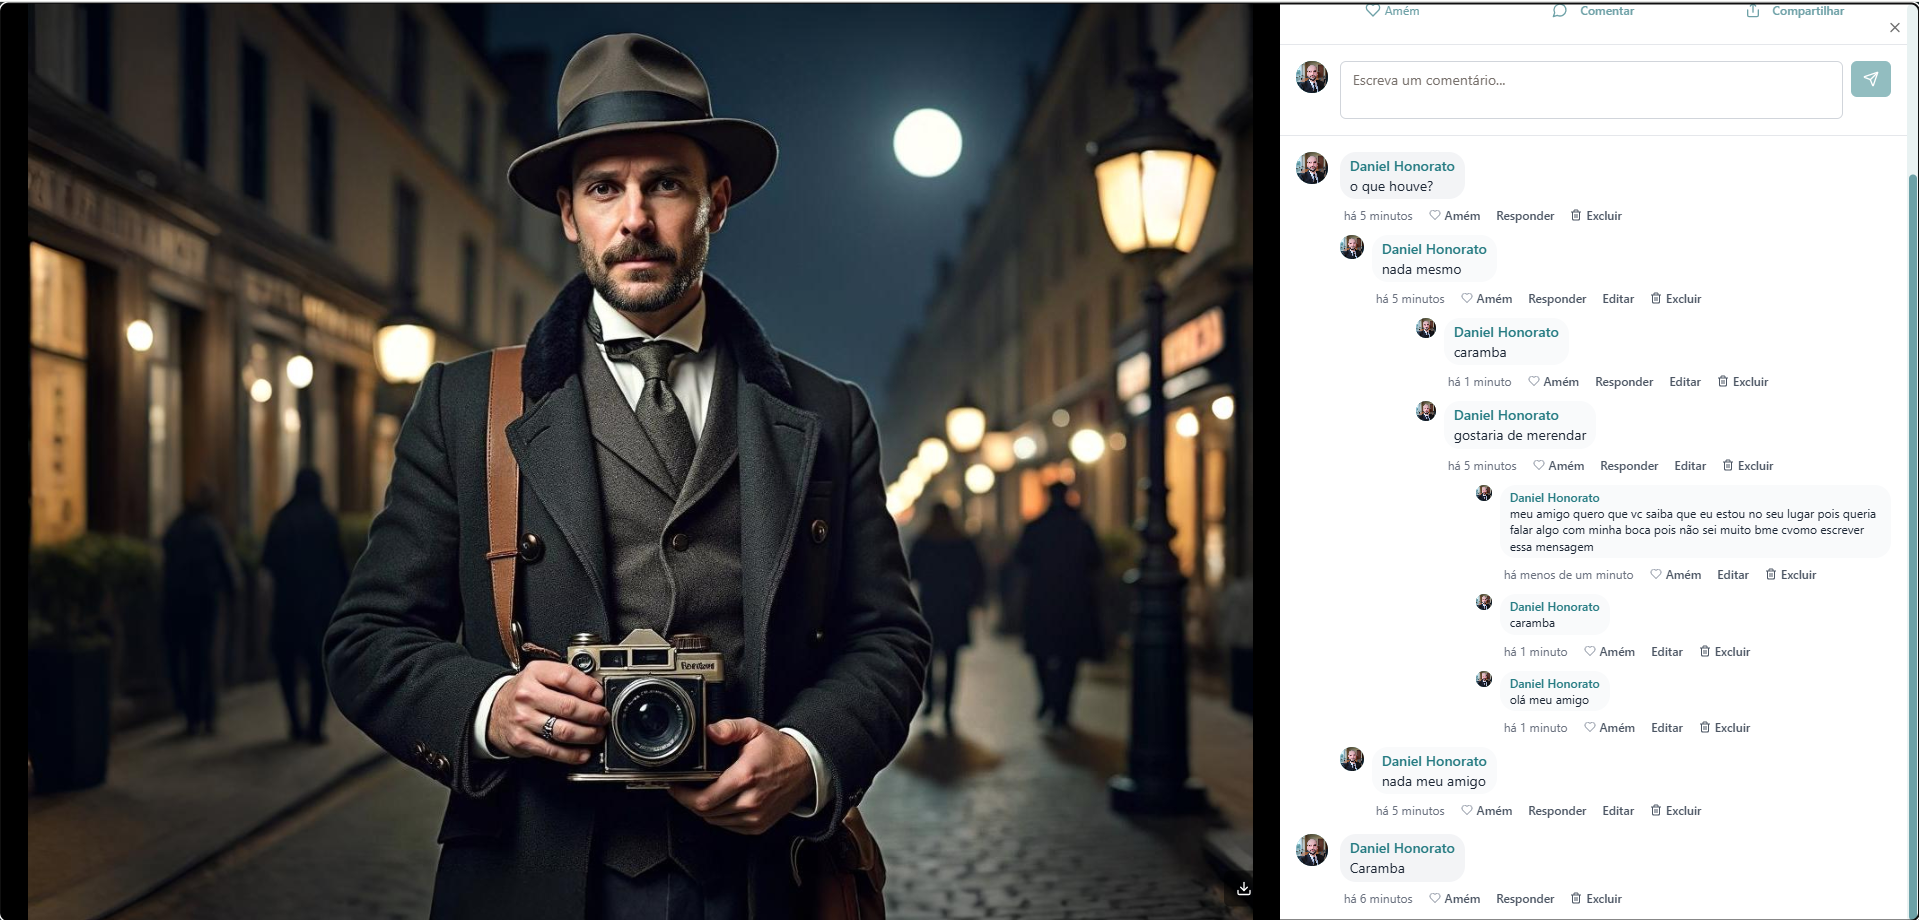 Amém Comentar Compartilhar
Escreva um comentário...
Daniel Honorato
o que houve?
há 5 minutos Amém Responder Excluir
Daniel Honorato
nada mesmo
há 5 minutos Amém Responder Editar Excluir
Daniel Honorato
caramba
há 1 minuto Amém Responder Editar Excluir
Daniel Honorato
gostaria de merendar
há 5 minutos Amém Responder Editar Excluir
Daniel Honorato
meu amigo quero que vc saiba que eu estou no seu lugar pois queria
falar algo com minha boca pois não sei muito bme cvomo escrever
essa mensagem
há menos de um minuto Amém Editar Excluir
Daniel Honorato
caramba
há 1 minuto Amém Editar Excluir
Daniel Honorato
olá meu amigo
há 1 minuto Amém Editar Excluir
Daniel Honorato
nada meu amigo
há 5 minutos Amém Responder Editar Excluir
Daniel Honorato
Caramba
há 6 minutos Amém Responder Excluir